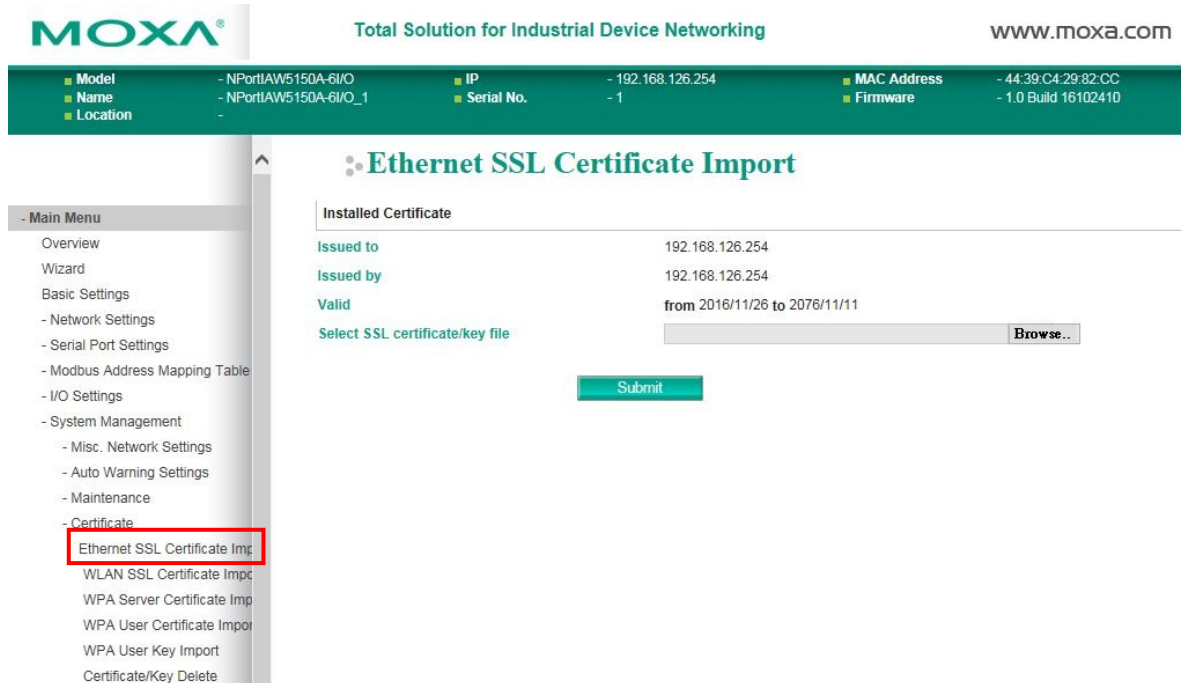 MOXA®
Total Solution for Industrial Device Networking
www.moxa.com
Model - NPortIAW5150A-6I/O IP - 192.168.126.254 MAC Address - 44:39:C4:29:82:CC
Name - NPortIAW5150A-6I/O_1 Serial No. - 1 Firmware - 1.0 Build 16102410
Location -
Ethernet SSL Certificate Import
- Main Menu
Overview
Wizard
Basic Settings
- Network Settings
- Serial Port Settings
- Modbus Address Mapping Table
- I/O Settings
- System Management
- Misc. Network Settings
- Auto Warning Settings
- Maintenance
- Certificate
Ethernet SSL Certificate Imp
WLAN SSL Certificate Impo
WPA Server Certificate Imp
WPA User Certificate Impor
WPA User Key Import
Certificate/Key Delete
Installed Certificate
Issued to 192.168.126.254
Issued by 192.168.126.254
Valid from 2016/11/26 to 2076/11/11
Select SSL certificate/key file Browse..
Submit